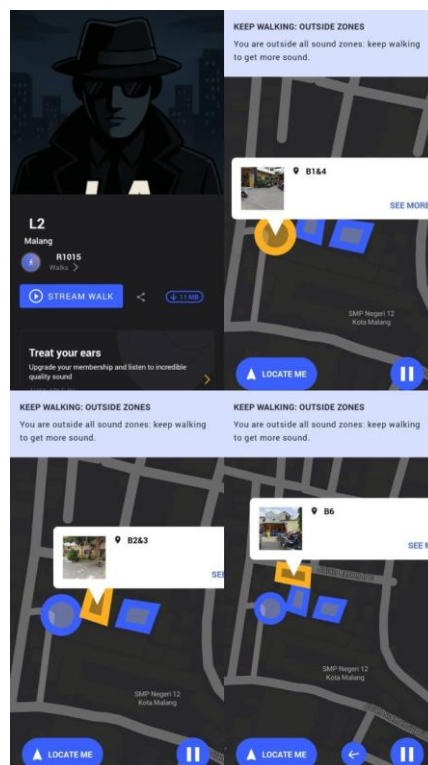 L2
Malang
R1015
Walks
STREAM WALK
11 MB
Treat your ears
Upgrade your membership and listen to incredible
quality sound
KEEP WALKING: OUTSIDE ZONES
You are outside all sound zones: keep walking
to get more sound.
B1&4
SEE MORE
SMP Negeri 12
Kota Malang
LOCATE ME
KEEP WALKING: OUTSIDE ZONES
You are outside all sound zones: keep walking
to get more sound.
B2&3
SEE
SMP Negeri 12
Kota Malang
LOCATE ME
KEEP WALKING: OUTSIDE ZONES
You are outside all sound zones: keep walking
to get more sound.
B6
SEE M
SMP Negeri 12
Kota Malang
LOCATE ME